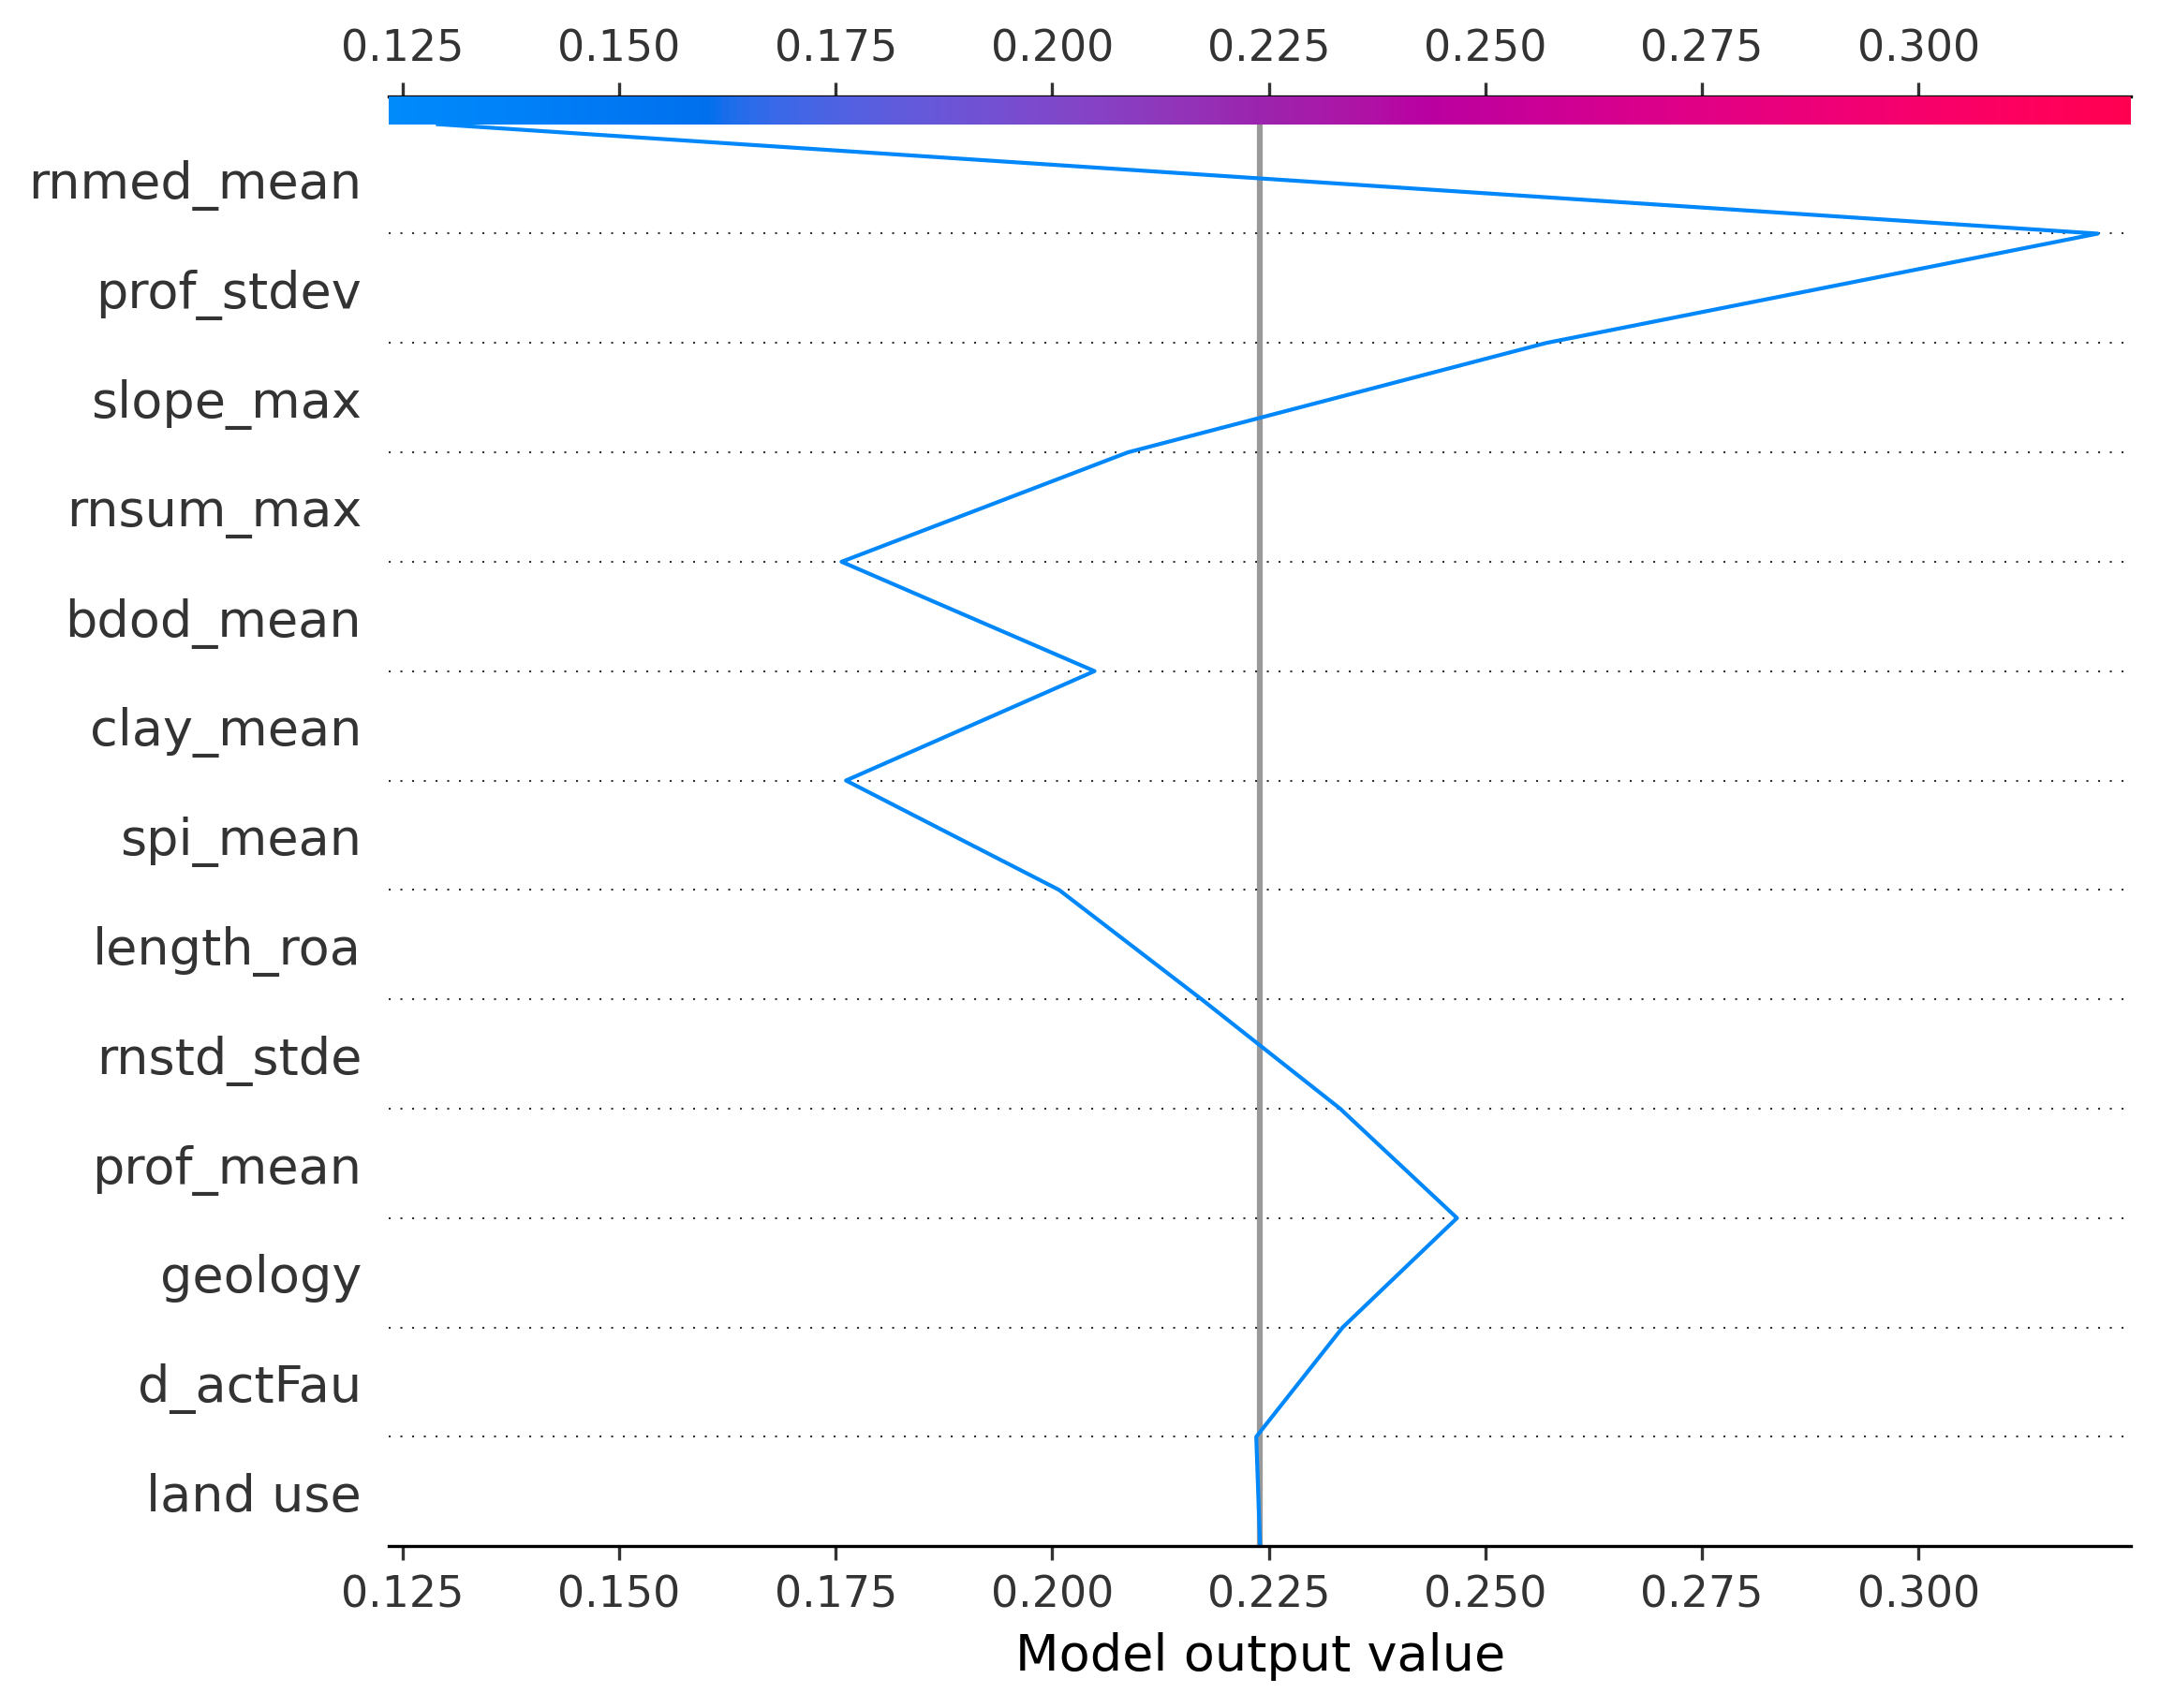 0.125 0.150 0.175 0.200 0.225 0.250 0.275 0.300
rnmed_mean
prof_stdev
slope_max
rnsum_max
bdod_mean
clay_mean
spi_mean
length_roa
rnstd_stde
prof_mean
geology
d_actFau
land use
0.125 0.150 0.175 0.200 0.225 0.250 0.275 0.300
Model output value